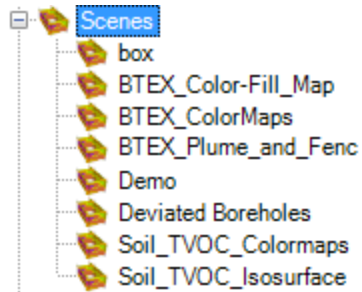 Scenes
box
BTEX_Color-Fill_Map
BTEX_ColorMaps
BTEX_Plume_and_Fenc
Demo
Deviated Boreholes
Soil_TVOC_Colormaps
Soil_TVOC_Isosurface